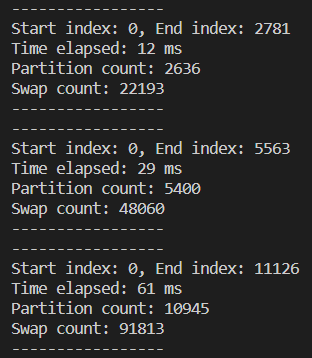 -----------------
Start index: 0, End index: 2781
Time elapsed: 12 ms
Partition count: 2636
Swap count: 22193
-----------------
-----------------
Start index: 0, End index: 5563
Time elapsed: 29 ms
Partition count: 5400
Swap count: 48060
-----------------
-----------------
Start index: 0, End index: 11126
Time elapsed: 61 ms
Partition count: 10945
Swap count: 91813
-----------------